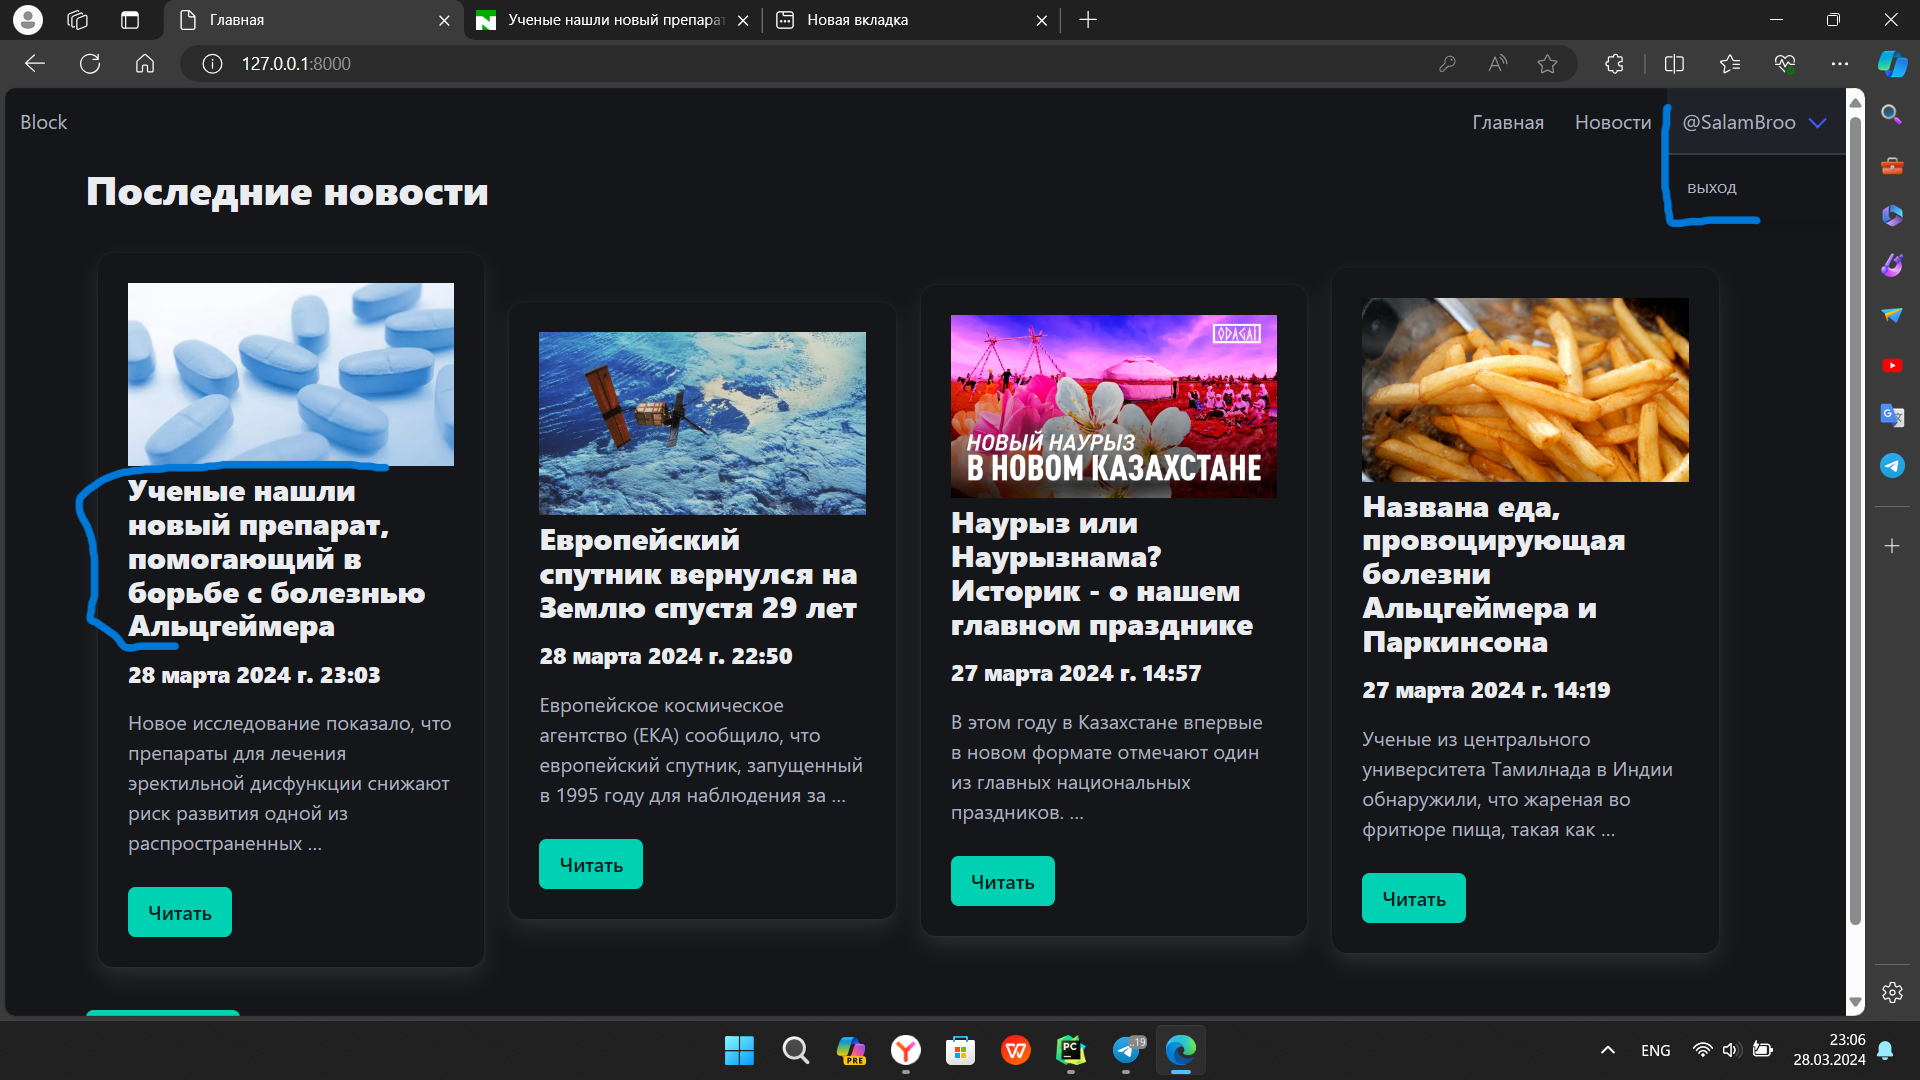 Главная
Ученые нашли новый препарат
Новая вкладка
127.0.0.1:8000
Block
Главная
Новости
@SalamBroo
выход
Последние новости
Ученые нашли
новый препарат,
помогающий в
борьбе с болезнью
Альцгеймера
28 марта 2024 г. 23:03
Новое исследование показало, что
препараты для лечения
эректильной дисфункции снижают
риск развития одной из
распространенных ...
Читать
Европейский
спутник вернулся на
Землю спустя 29 лет
28 марта 2024 г. 22:50
Европейское космическое
агентство (ЕКА) сообщило, что
европейский спутник, запущенный
в 1995 году для наблюдения за ...
Читать
ODAGAI
НОВЫЙ НАУРЫЗ
В НОВОМ КАЗАХСТАНЕ
Наурыз или
Наурызнама?
Историк - о нашем
главном празднике
27 марта 2024 г. 14:57
В этом году в Казахстане впервые
в новом формате отмечают один
из главных национальных
праздников. ...
Читать
Названа еда,
провоцирующая
болезни
Альцгеймера и
Паркинсона
27 марта 2024 г. 14:19
Ученые из центрального
университета Тамилнада в Индии
обнаружили, что жареная во
фритюре пища, такая как ...
Читать
PRE
PC
19
ENG
23:06
28.03.2024